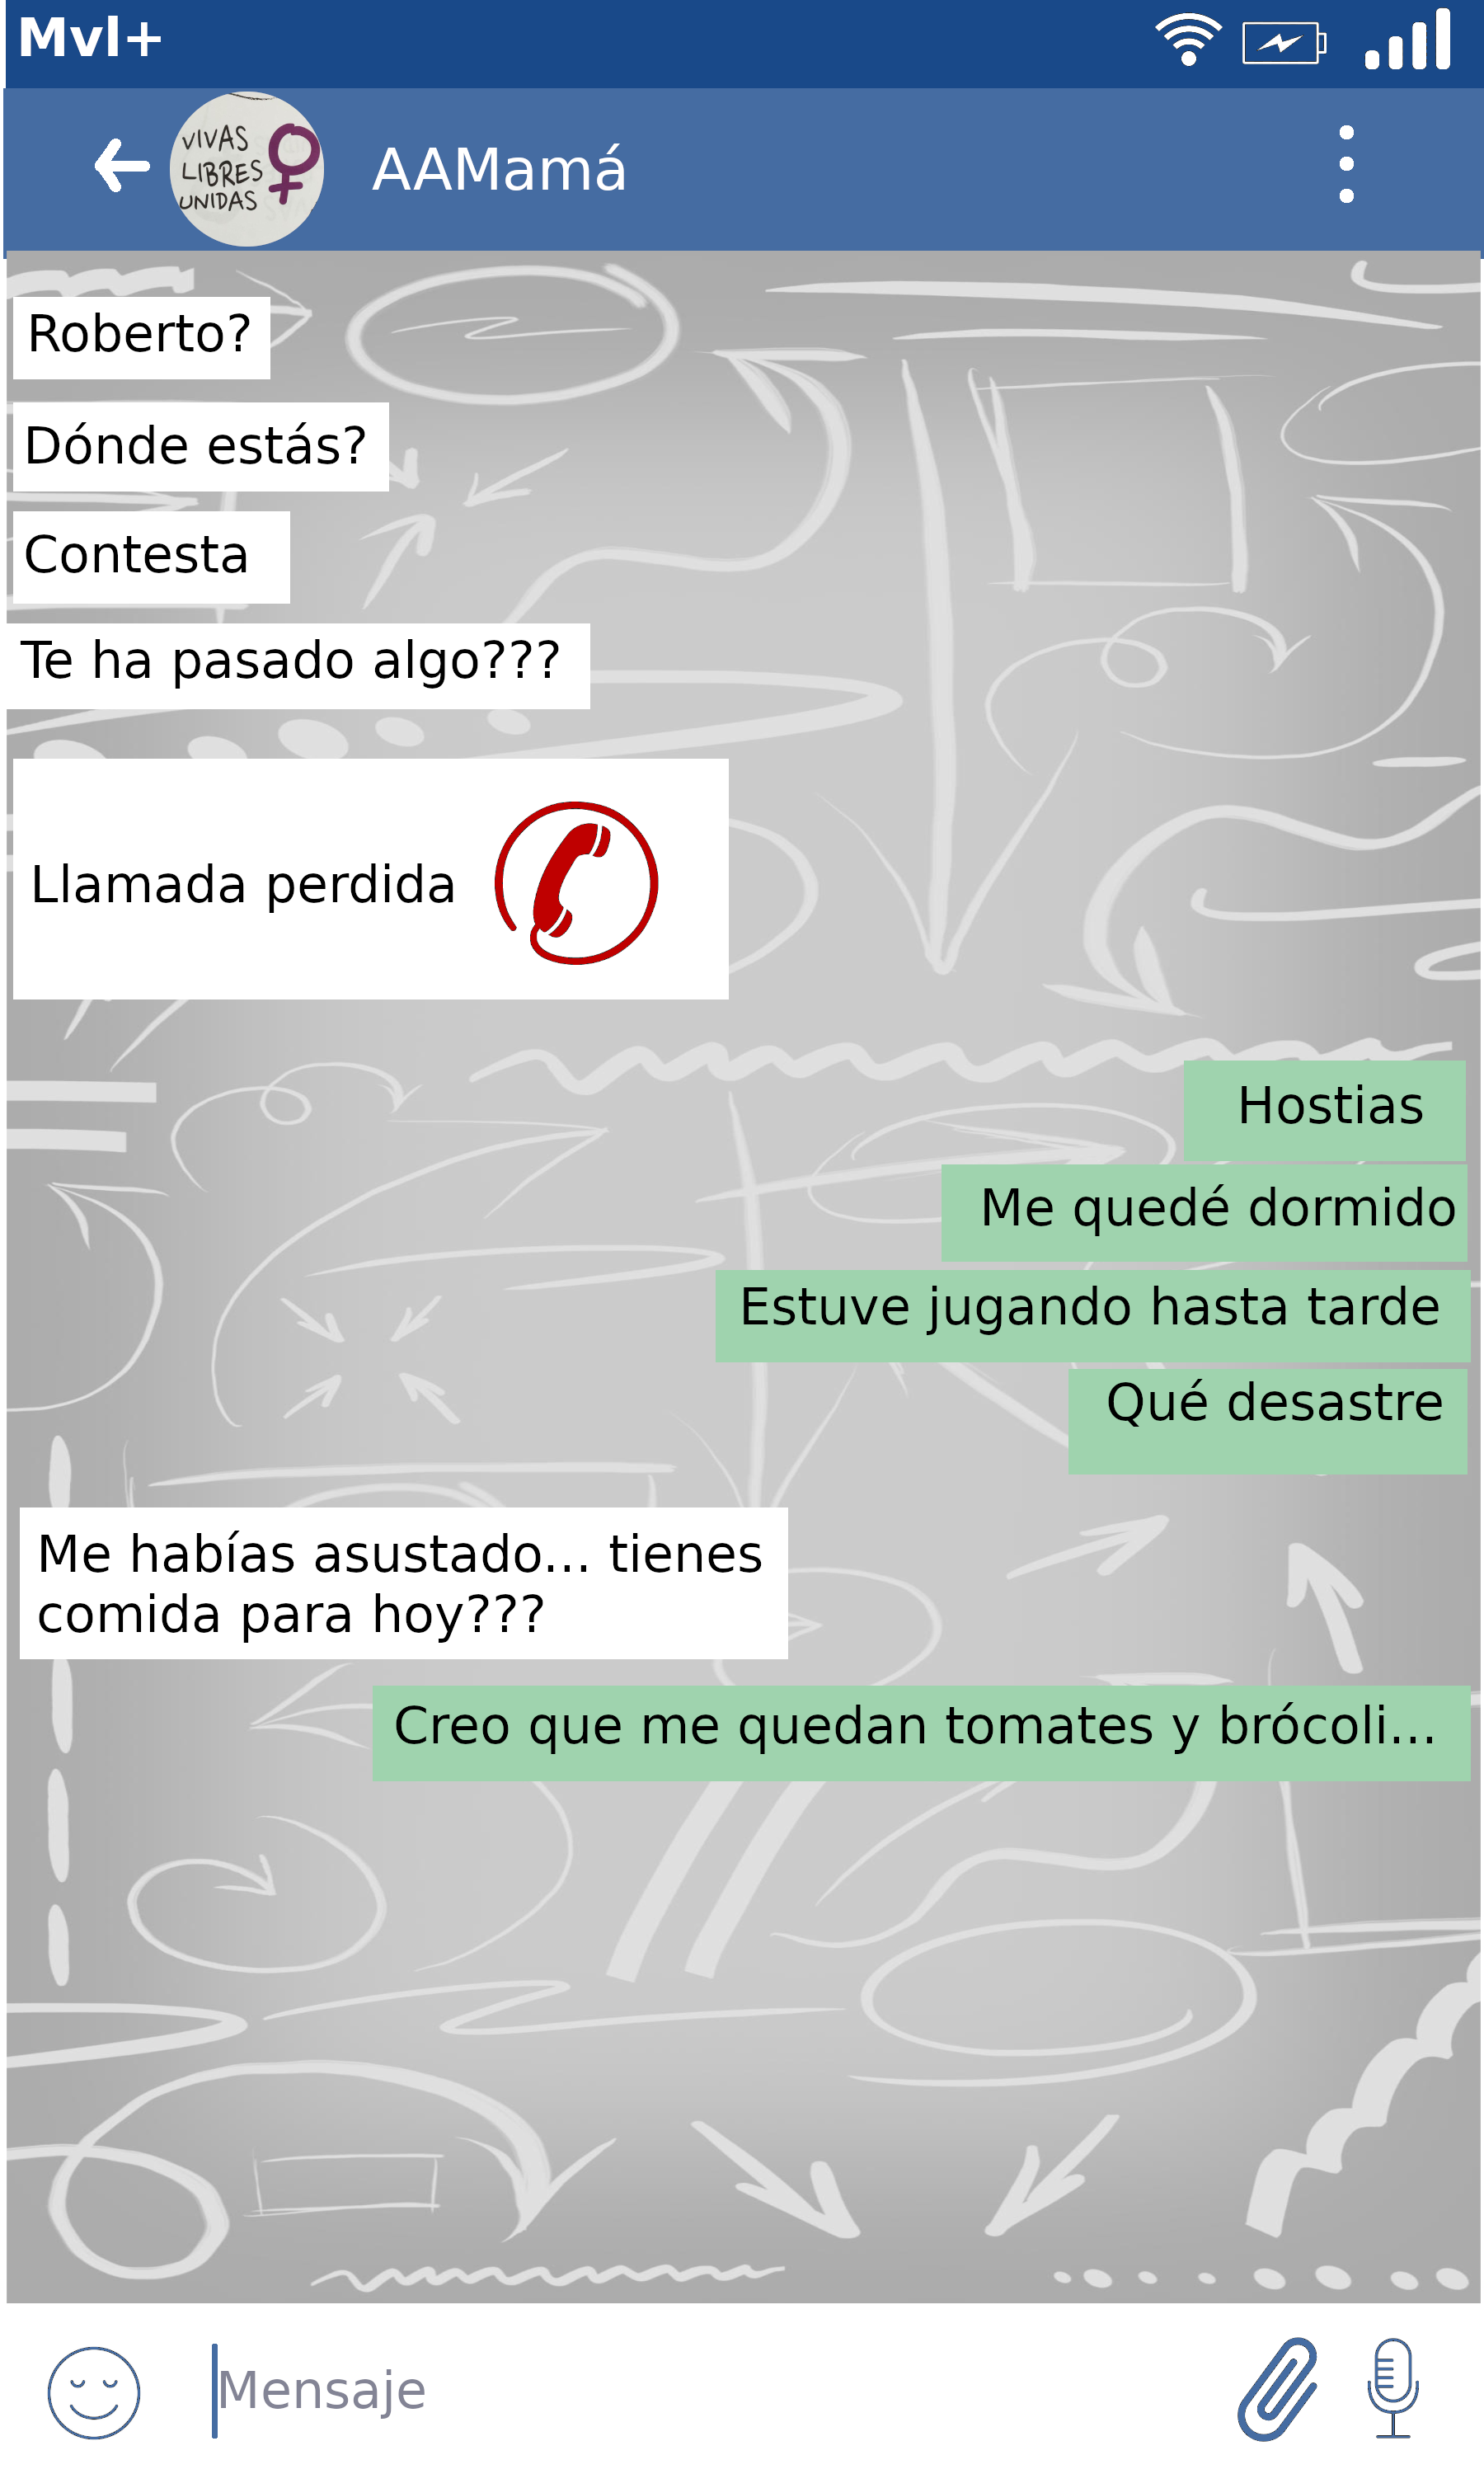 Mvl+
VIVAS
LIBRES
UNIDAS
AAMamá
Roberto?
Dónde estás?
Contesta
Te ha pasado algo???
Llamada perdida
Hostias
Me quedé dormido
Estuve jugando hasta tarde
Qué desastre
Me habías asustado... tienes
comida para hoy???
Creo que me quedan tomates y brócoli...
Mensaje